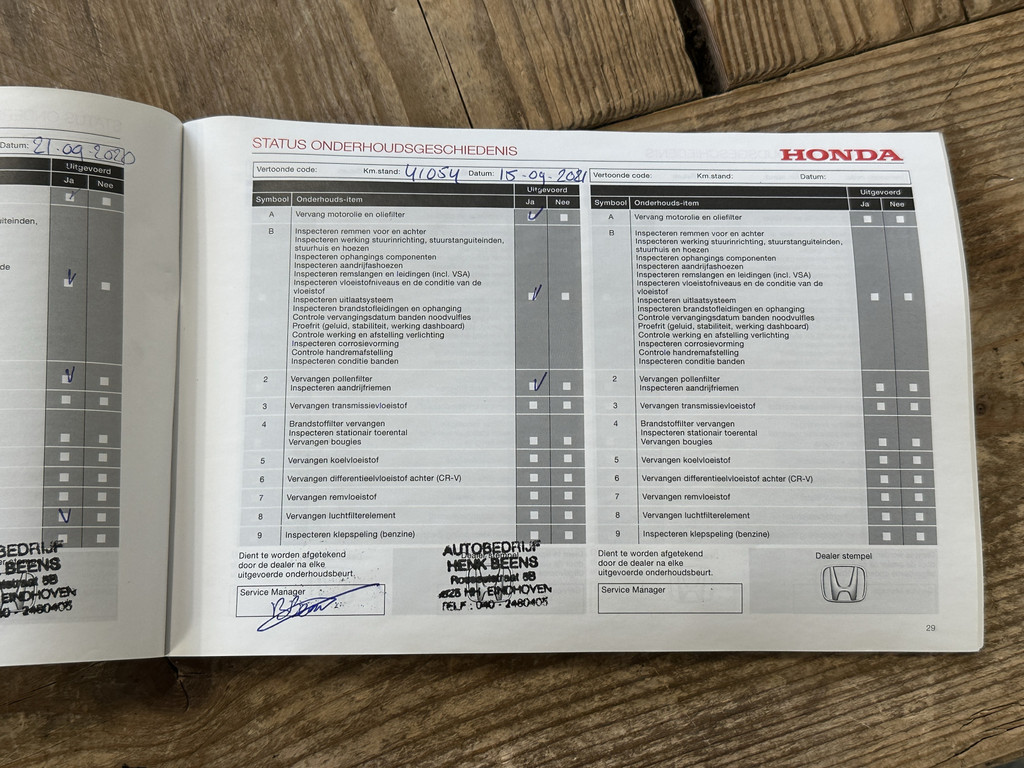 Datum: 21-09-2020
Uitgevoerd
Ja Nee
uiteinden,
de
BEDRIJF
BEENS
5B
EINDHOVEN
40 - 2480405
STATUS ONDERHOUDSGESCHIEDENIS
HONDA
Vertoonde code: Km.stand: 41054 Datum: 15-09-2021
Uitgevoerd
Symbool Onderhouds-item Ja Nee
A Vervang motorolie en oliefilter
B Inspecteren remmen voor en achter
Inspecteren werking stuurinrichting, stuurstanguiteinden,
stuurhuis en hoezen
Inspecteren ophangings componenten
Inspecteren aandrijfashoezen
Inspecteren remslangen en leidingen (incl. VSA)
Inspecteren vloeistofniveaus en de conditie van de
vloeistof
Inspecteren uitlaatsysteem
Inspecteren brandstofleidingen en ophanging
Controle vervangingsdatum banden noodvulfles
Proefrit (geluid, stabiliteit, werking dashboard)
Controle werking en afstelling verlichting
Inspecteren corrosievorming
Controle handremafstelling
Inspecteren conditie banden
2 Vervangen pollenfilter
Inspecteren aandrijfriemen
3 Vervangen transmissievloeistof
4 Brandstoffilter vervangen
Inspecteren stationair toerental
Vervangen bougies
5 Vervangen koelvloeistof
6 Vervangen differentieelvloeistof achter (CR-V)
7 Vervangen remvloeistof
8 Vervangen luchtfilterelement
9 Inspecteren klepspeling (benzine)
Dient te worden afgetekend
door de dealer na elke
uitgevoerde onderhoudsbeurt.
Service Manager
AUTOBEDRIJF
HENK BEENS
5B
HH EINDHOVEN
TELF.: 040 - 2480405
Vertoonde code: Km.stand: Datum:
Uitgevoerd
Symbool Onderhouds-item Ja Nee
A Vervang motorolie en oliefilter
B Inspecteren remmen voor en achter
Inspecteren werking stuurinrichting, stuurstanguiteinden,
stuurhuis en hoezen
Inspecteren ophangings componenten
Inspecteren aandrijfashoezen
Inspecteren remslangen en leidingen (incl. VSA)
Inspecteren vloeistofniveaus en de conditie van de
vloeistof
Inspecteren uitlaatsysteem
Inspecteren brandstofleidingen en ophanging
Controle vervangingsdatum banden noodvulfles
Proefrit (geluid, stabiliteit, werking dashboard)
Controle werking en afstelling verlichting
Inspecteren corrosievorming
Controle handremafstelling
Inspecteren conditie banden
2 Vervangen pollenfilter
Inspecteren aandrijfriemen
3 Vervangen transmissievloeistof
4 Brandstoffilter vervangen
Inspecteren stationair toerental
Vervangen bougies
5 Vervangen koelvloeistof
6 Vervangen differentieelvloeistof achter (CR-V)
7 Vervangen remvloeistof
8 Vervangen luchtfilterelement
9 Inspecteren klepspeling (benzine)
Dient te worden afgetekend
door de dealer na elke
uitgevoerde onderhoudsbeurt.
Service Manager
Dealer stempel
29